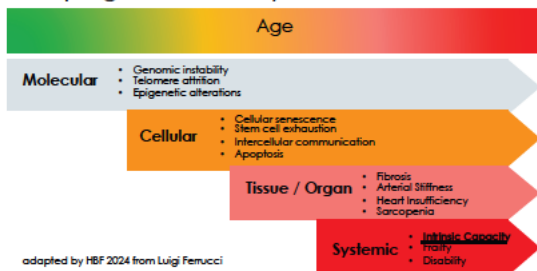 Age
Molecular
• Genomic instability
• Telomere attrition
• Epigenetic alterations
Cellular
• Cellular senescence
• Stem cell exhaustion
• Intercellular communication
• Apoptosis
Tissue / Organ
• Fibrosis
• Arterial Stiffness
• Heart Insufficiency
• Sarcopenia
Systemic
• Intrinsic Capacity
• Frailty
• Disability
adapted by HBF 2024 from Luigi Ferrucci